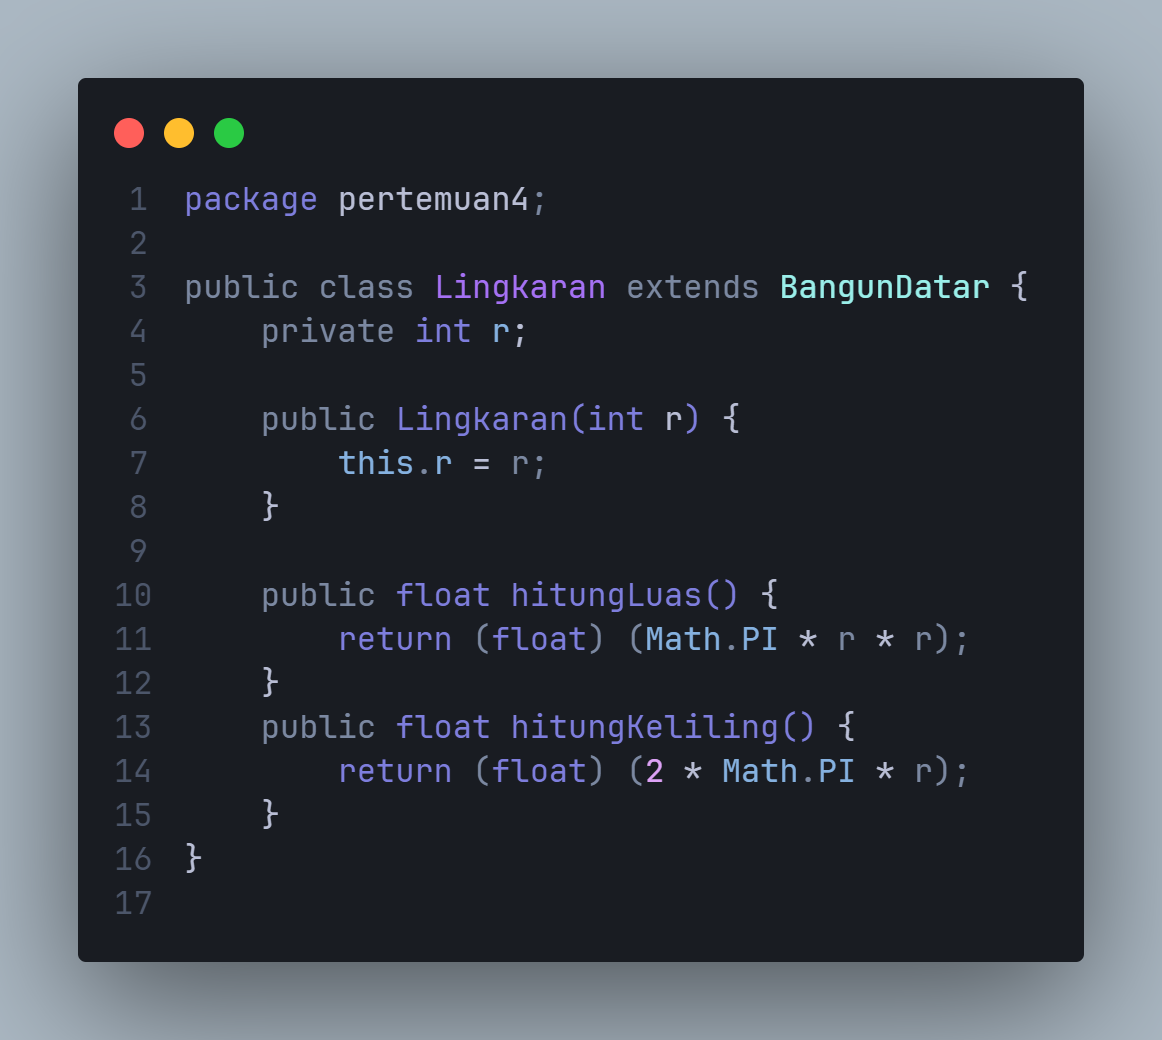 1 package pertemuan4;
2
3 public class Lingkaran extends BangunDatar {
4     private int r;
5
6     public Lingkaran(int r) {
7         this.r = r;
8     }
9
10     public float hitungLuas() {
11         return (float) (Math.PI * r * r);
12     }
13     public float hitungKeliling() {
14         return (float) (2 * Math.PI * r);
15     }
16 }
17